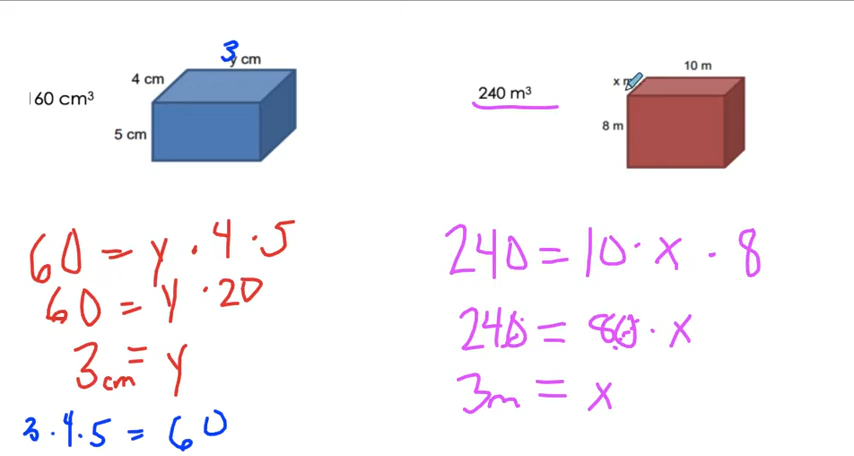 3
y cm
4 cm
60 cm³
5 cm
60 = y · 4 · 5
60 = y · 20
3cm = y
3 · 4 · 5 = 60
10 m
x m
240 m³
8 m
240 = 10 · x · 8
240 = 80 · x
3m = x